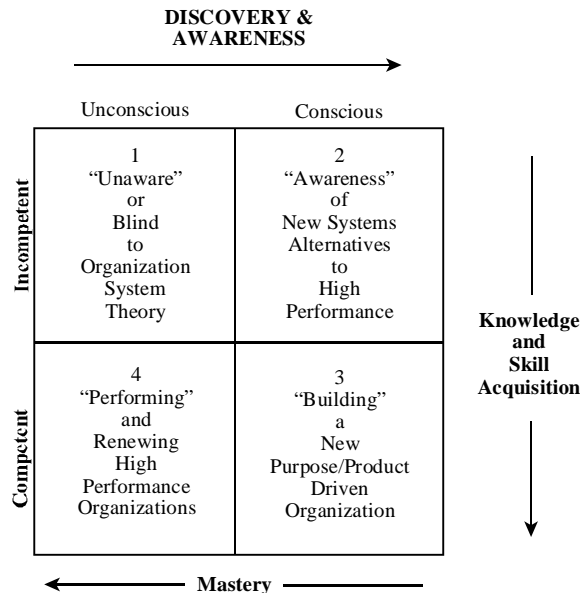 DISCOVERY &
AWARENESS
Unconscious
Conscious
Incompetent
1
“Unaware”
or
Blind
to
Organization
System
Theory
2
“Awareness”
of
New Systems
Alternatives
to
High
Performance
Knowledge
and
Skill
Acquisition
Competent
4
“Performing”
and
Renewing
High
Performance
Organizations
3
“Building”
a
New
Purpose/Product
Driven
Organization
Mastery